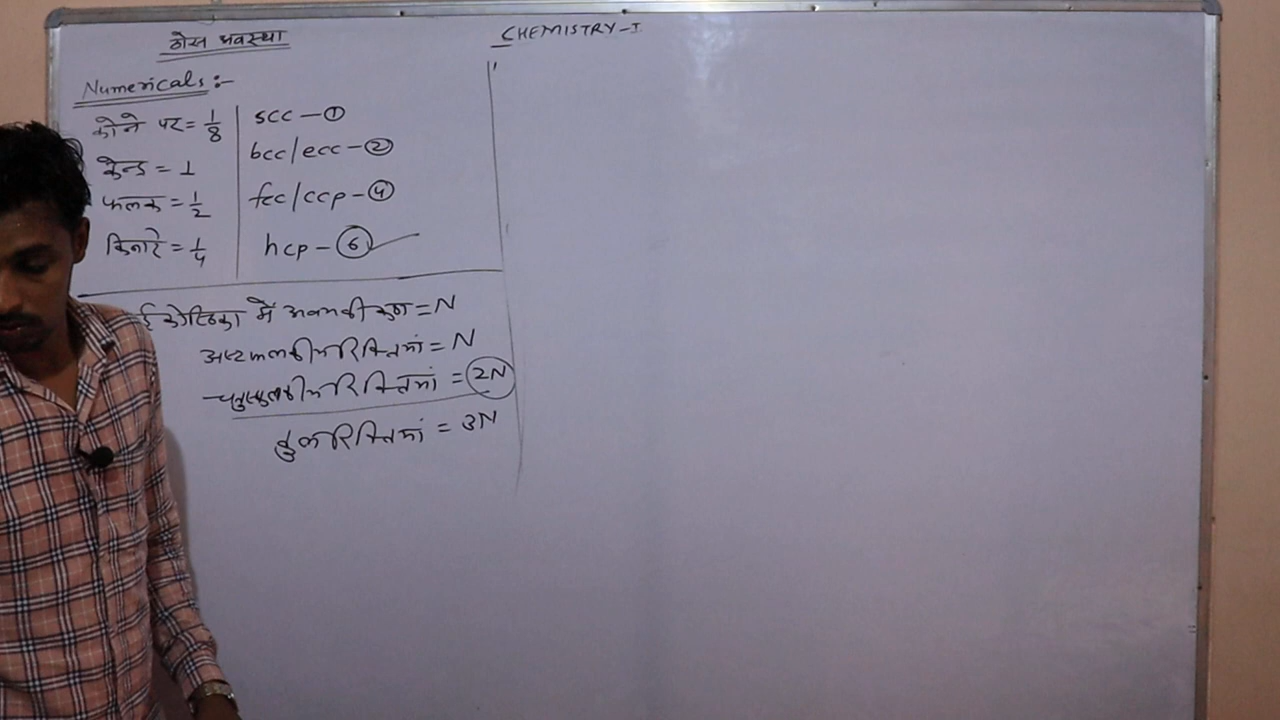 ठोस अवस्था
CHEMISTRY-I
Numericals:-
कोने पर = 1/8
केन्द्र = 1
फलक = 1/2
किनारे = 1/4
scc - 1
bcc/ecc - 2
fcc/ccp - 4
hcp - 6
ई कोष्ठिका में अवयवी कण = N
अष्टफलकीय रिक्तियां = N
चतुष्फलकीय रिक्तियां = 2N
कुल रिक्तियां = 3N